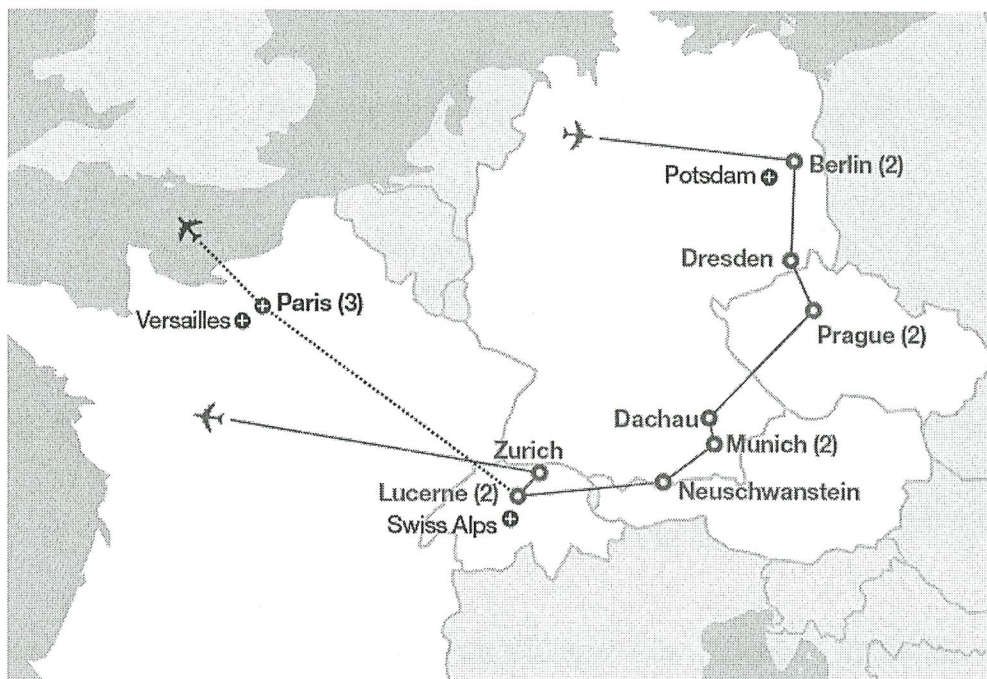 Potsdam
Berlin (2)
Dresden
Paris (3)
Versailles
Prague (2)
Dachau
Munich (2)
Zurich
Lucerne (2)
Neuschwanstein
Swiss Alps